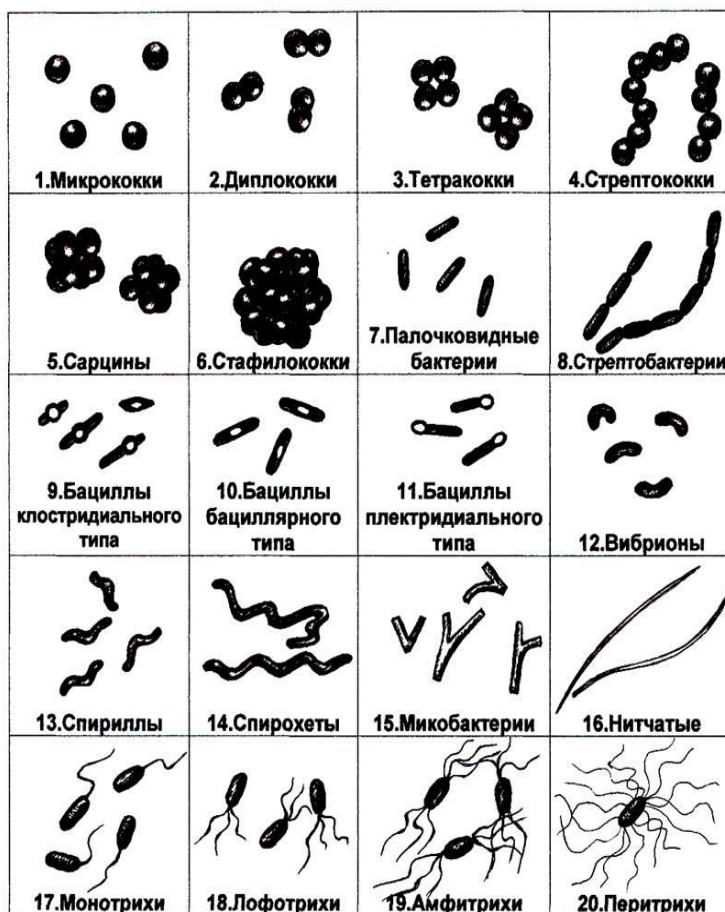 1.Микрококки
2.Диплококки
3.Тетракокки
4.Стрептококки
5.Сарцины
6.Стафилококки
7.Палочковидные
бактерии
8.Стрептобактерии
9.Бациллы
клостридиального
типа
10.Бациллы
бациллярного
типа
11.Бациллы
плектридиального
типа
12.Вибрионы
13.Спириллы
14.Спирохеты
15.Микобактерии
16.Нитчатые
17.Монотрихи
18.Лофотрихи
19.Амфитрихи
20.Перитрихи